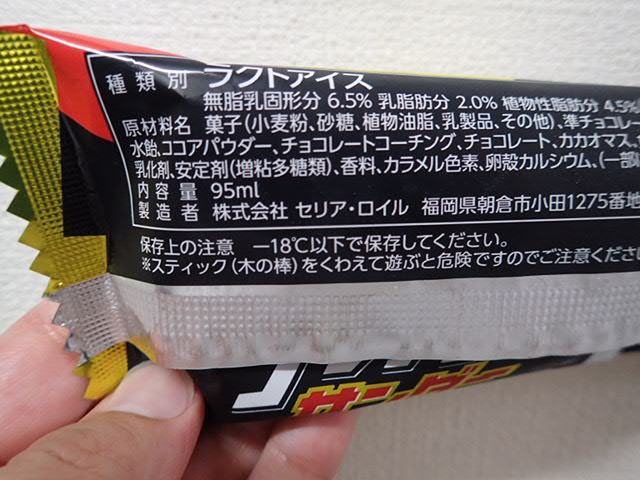 種類別 ラクトアイス
無脂乳固形分 6.5% 乳脂肪分 2.0% 植物性脂肪分 4.5%
原材料名 菓子(小麦粉、砂糖、植物油脂、乳製品、その他)、準チョコレー
水飴、ココアパウダー、チョコレートコーチング、チョコレート、カカオマス、
乳化剤、安定剤(増粘多糖類)、香料、カラメル色素、卵殻カルシウム、(一部
内容量 95ml
製造者 株式会社 セリア・ロイル 福岡県朝倉市小田1275番地
保存上の注意 −18℃以下で保存してください。
※スティック(木の棒)をくわえて遊ぶと危険ですのでご注意くださ
サンダー